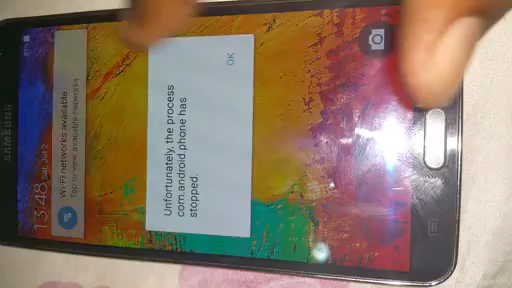 SAMSUNG
13:48 Sat, Jul 2
Wi-Fi networks available
Tap to view available networks
Unfortunately, the process
com.android.phone has
stopped.
OK